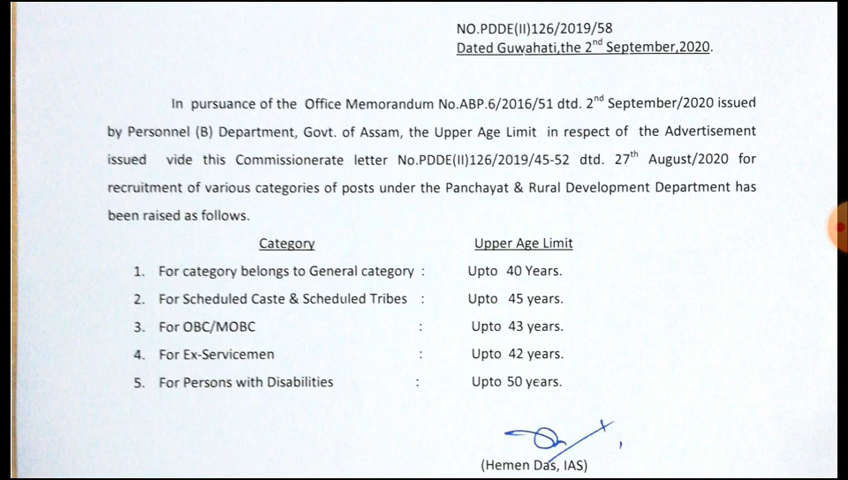 NO.PDDE(II)126/2019/58
Dated Guwahati,the 2nd September,2020.
In pursuance of the Office Memorandum No.ABP.6/2016/51 dtd. 2nd September/2020 issued
by Personnel (B) Department, Govt. of Assam, the Upper Age Limit in respect of the Advertisement
issued vide this Commissionerate letter No.PDDE(II)126/2019/45-52 dtd. 27th August/2020 for
recruitment of various categories of posts under the Panchayat & Rural Development Department has
been raised as follows.
Category Upper Age Limit
1. For category belongs to General category : Upto 40 Years.
2. For Scheduled Caste & Scheduled Tribes : Upto 45 years.
3. For OBC/MOBC : Upto 43 years.
4. For Ex-Servicemen : Upto 42 years.
5. For Persons with Disabilities : Upto 50 years.
(Hemen Das, IAS)